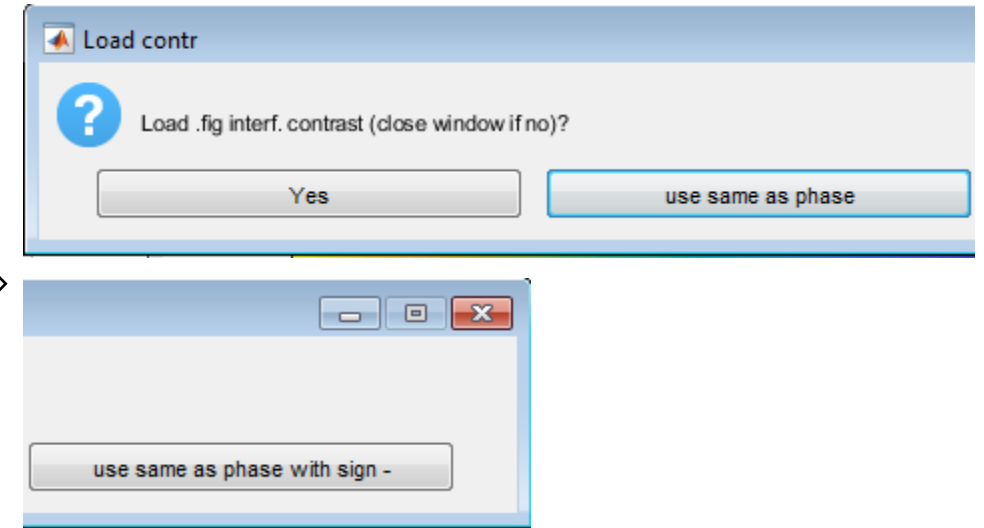 Load contr
Load .fig interf. contrast (close window if no)?
Yes
use same as phase
use same as phase with sign -